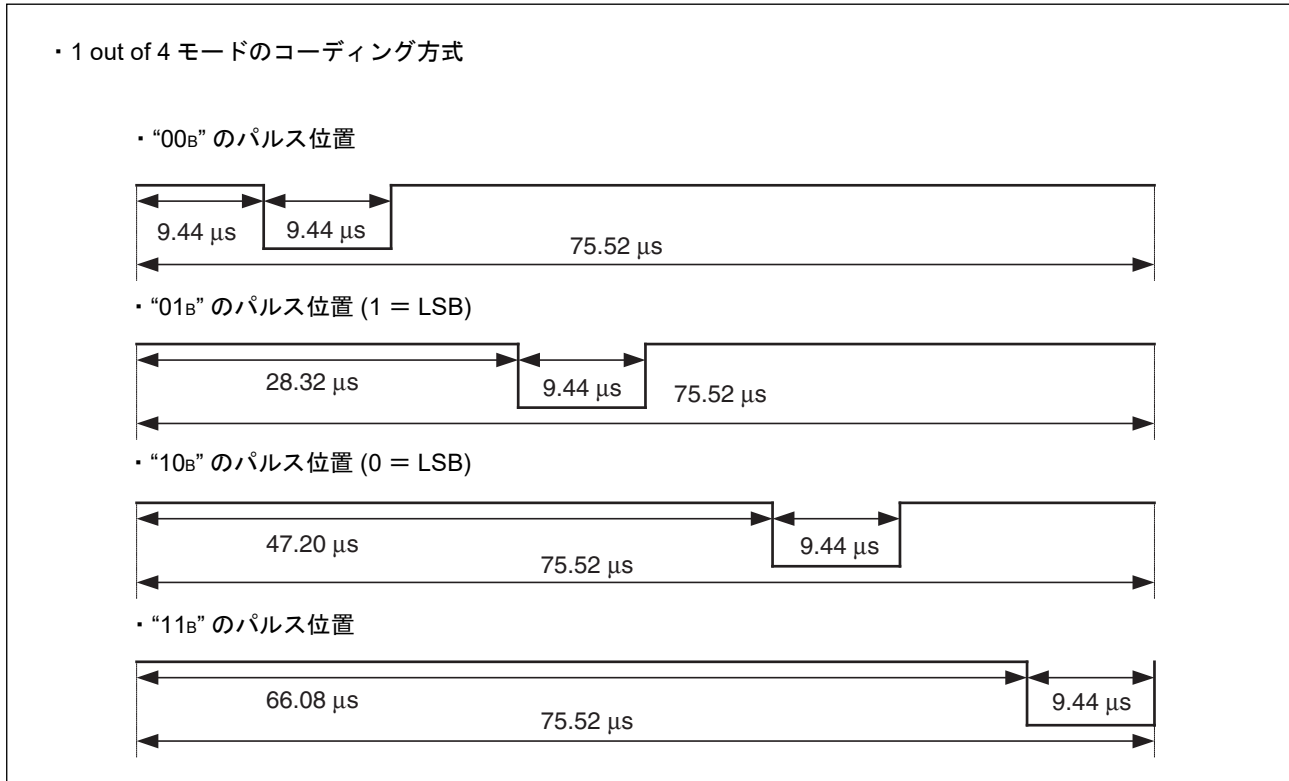 ・1 out of 4 モードのコーディング方式
・“00B” のパルス位置
9.44 μs
9.44 μs
75.52 μs
・“01B” のパルス位置 (1 = LSB)
28.32 μs
9.44 μs
75.52 μs
・“10B” のパルス位置 (0 = LSB)
47.20 μs
9.44 μs
75.52 μs
・“11B” のパルス位置
66.08 μs
9.44 μs
75.52 μs